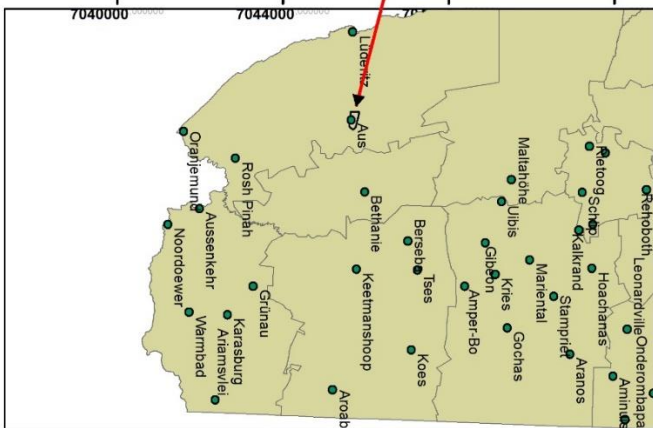 7040000
7044000
Lüderitz
Aus
Oranjemund
Rosh Pinah
Aussenkehr
Noordoewer
Bethanie
Berseba
Tses
Keetmanshoop
Grünau
Karasburg
Warmbad
Ariamsvlei
Koes
Aroab
Maltahöhe
Uibis
Gibeon
Kries
Amper-Bo
Gochas
Mariental
Stampriet
Aranos
Rietoog
Schlip
Kalkrand
Hoachanas
Rehoboth
Leonardville
Onderombapa
Aminuis